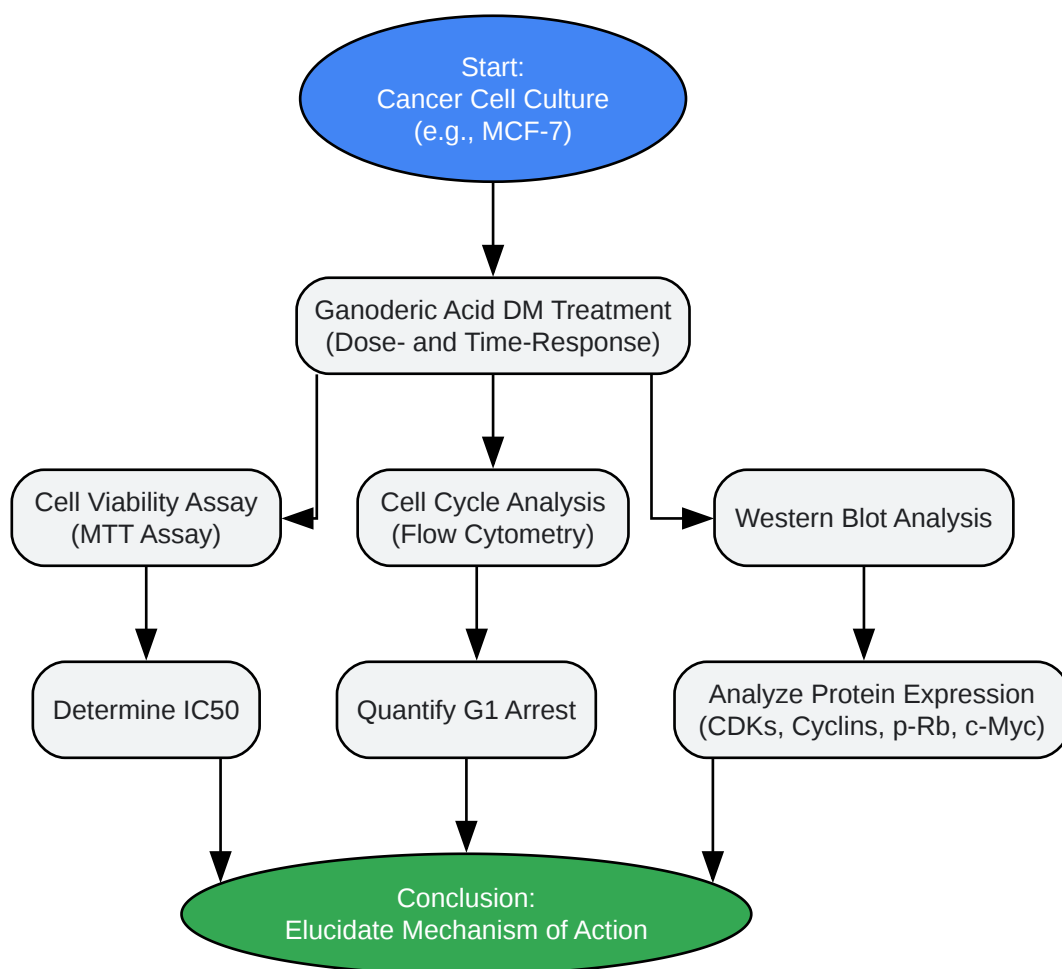 Start:
Cancer Cell Culture
(e.g., MCF-7)
Ganoderic Acid DM Treatment
(Dose- and Time-Response)
Cell Viability Assay
(MTT Assay)
Cell Cycle Analysis
(Flow Cytometry)
Western Blot Analysis
Determine IC50
Quantify G1 Arrest
Analyze Protein Expression
(CDKs, Cyclins, p-Rb, c-Myc)
Conclusion:
Elucidate Mechanism of Action